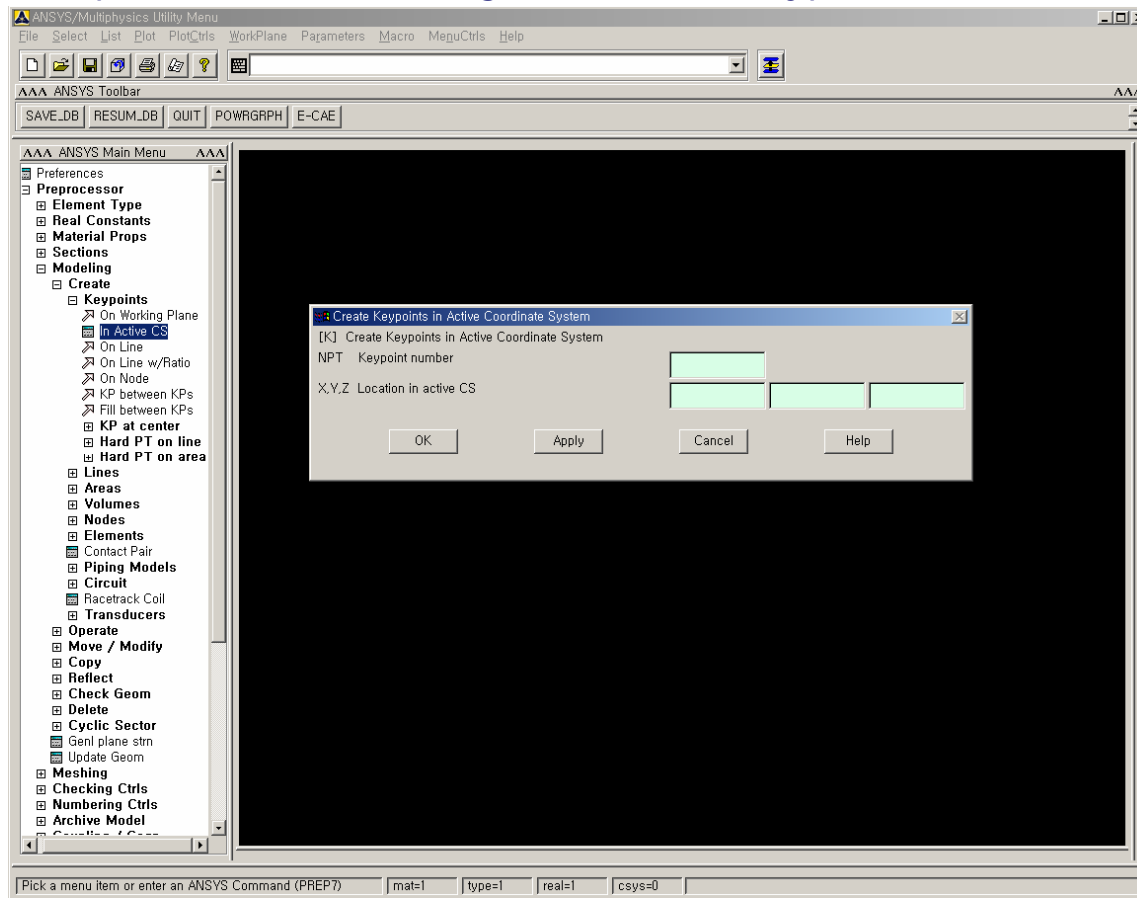 ANSYS/Multiphysics Utility Menu
File Select List Plot PlotCtrls WorkPlane Parameters Macro MenuCtrls Help
ANSYS Toolbar
SAVE_DB RESUM_DB QUIT POWRGRPH E-CAE
ANSYS Main Menu
Preferences
Preprocessor
Element Type
Real Constants
Material Props
Sections
Modeling
Create
Keypoints
On Working Plane
In Active CS
On Line
On Line w/Ratio
On Node
KP between KPs
Fill between KPs
KP at center
Hard PT on line
Hard PT on area
Lines
Areas
Volumes
Nodes
Elements
Contact Pair
Piping Models
Circuit
Racetrack Coil
Transducers
Operate
Move / Modify
Copy
Reflect
Check Geom
Delete
Cyclic Sector
Genl plane strn
Update Geom
Meshing
Checking Ctrls
Numbering Ctrls
Archive Model
Create Keypoints in Active Coordinate System
[K] Create Keypoints in Active Coordinate System
NPT Keypoint number
X,Y,Z Location in active CS
OK Apply Cancel Help
Pick a menu item or enter an ANSYS Command (PREP7) mat=1 type=1 real=1 csys=0